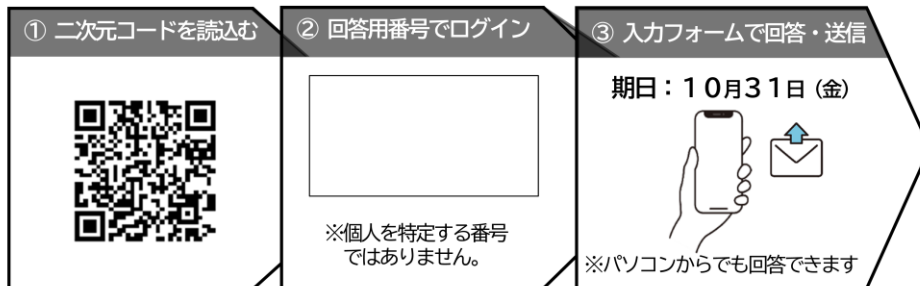 ① 二次元コードを読込む
② 回答用番号でログイン
※個人を特定する番号
ではありません。
③ 入力フォームで回答・送信
期日：１０月３１日（金）
※パソコンからでも回答できます